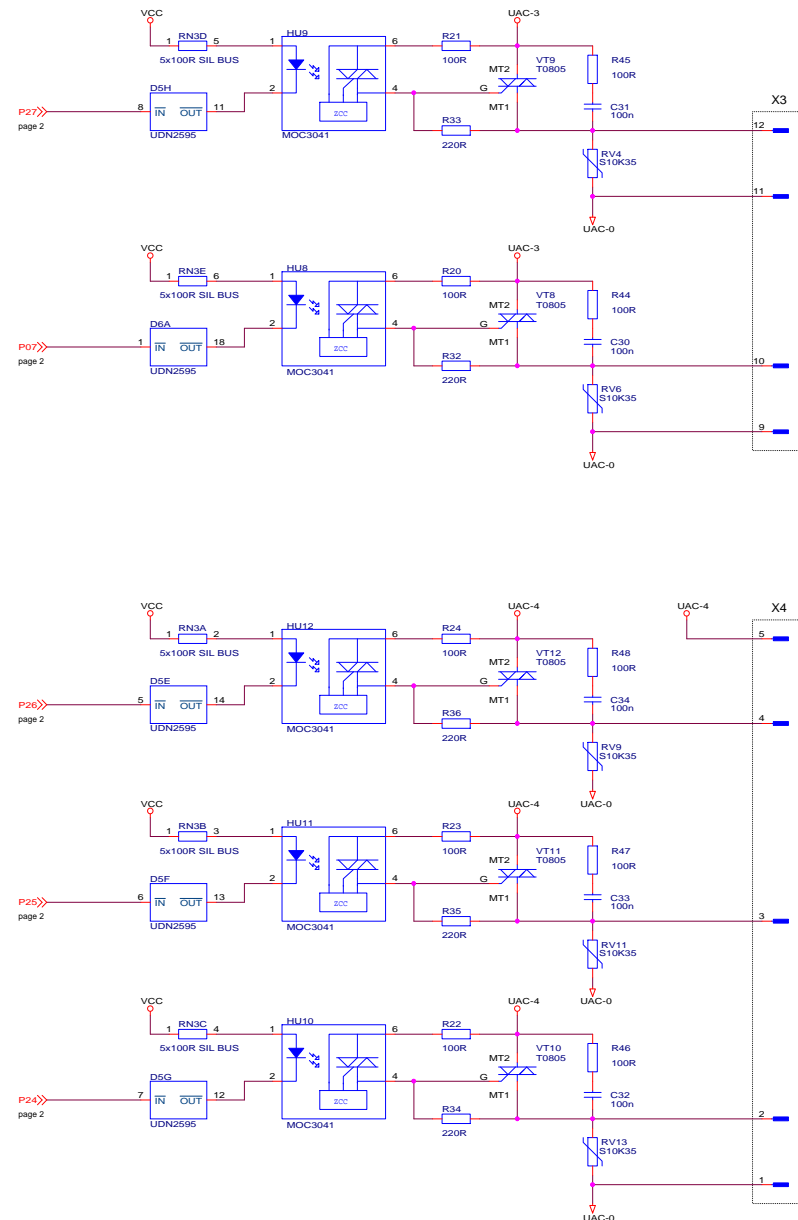 VCC
UAC-3
RN3D
1 5
5x100R SIL BUS
HU9
1 6
R21
100R
VT9
T0805
MT2
R45
100R
D5H
P27
page 2
8 IN OUT 11
UDN2595
2 4
ZCC
MOC3041
G
MT1
R33
220R
C31
100n
X3
12
RV4
S10K35
11
UAC-0
VCC
UAC-3
RN3E
1 6
5x100R SIL BUS
HU8
1 6
R20
100R
VT8
T0805
MT2
R44
100R
D6A
P07
page 2
1 IN OUT 18
UDN2595
2 4
ZCC
MOC3041
G
MT1
R32
220R
C30
100n
10
RV6
S10K35
9
UAC-0
VCC
UAC-4
UAC-4
X4
RN3A
1 2
5x100R SIL BUS
HU12
1 6
R24
100R
VT12
T0805
MT2
R48
100R
5
D5E
P26
page 2
5 IN OUT 14
UDN2595
2 4
ZCC
MOC3041
G
MT1
R36
220R
C34
100n
4
RV9
S10K35
UAC-0
VCC
UAC-4
RN3B
1 3
5x100R SIL BUS
HU11
1 6
R23
100R
VT11
T0805
MT2
R47
100R
D5F
P25
page 2
6 IN OUT 13
UDN2595
2 4
ZCC
MOC3041
G
MT1
R35
220R
C33
100n
3
RV11
S10K35
UAC-0
VCC
UAC-4
RN3C
1 4
5x100R SIL BUS
HU10
1 6
R22
100R
VT10
T0805
MT2
R46
100R
D5G
P24
page 2
7 IN OUT 12
UDN2595
2 4
ZCC
MOC3041
G
MT1
R34
220R
C32
100n
2
RV13
S10K35
1
UAC-0